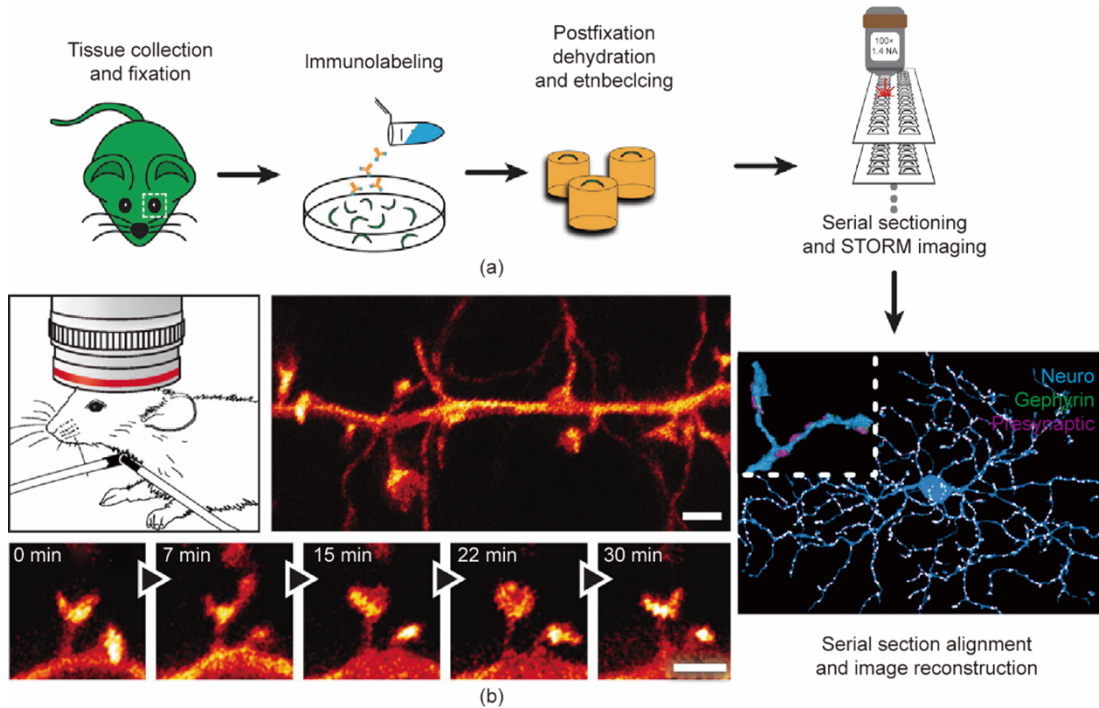 Tissue collection
and fixation
Immunolabeling
Postfixation
dehydration
and etnbeclcing
100×
1.4 NA
Serial sectioning
and STORM imaging
(a)
Neuro
Gephyrin
Presynaptic
0 min
7 min
15 min
22 min
30 min
(b)
Serial section alignment
and image reconstruction